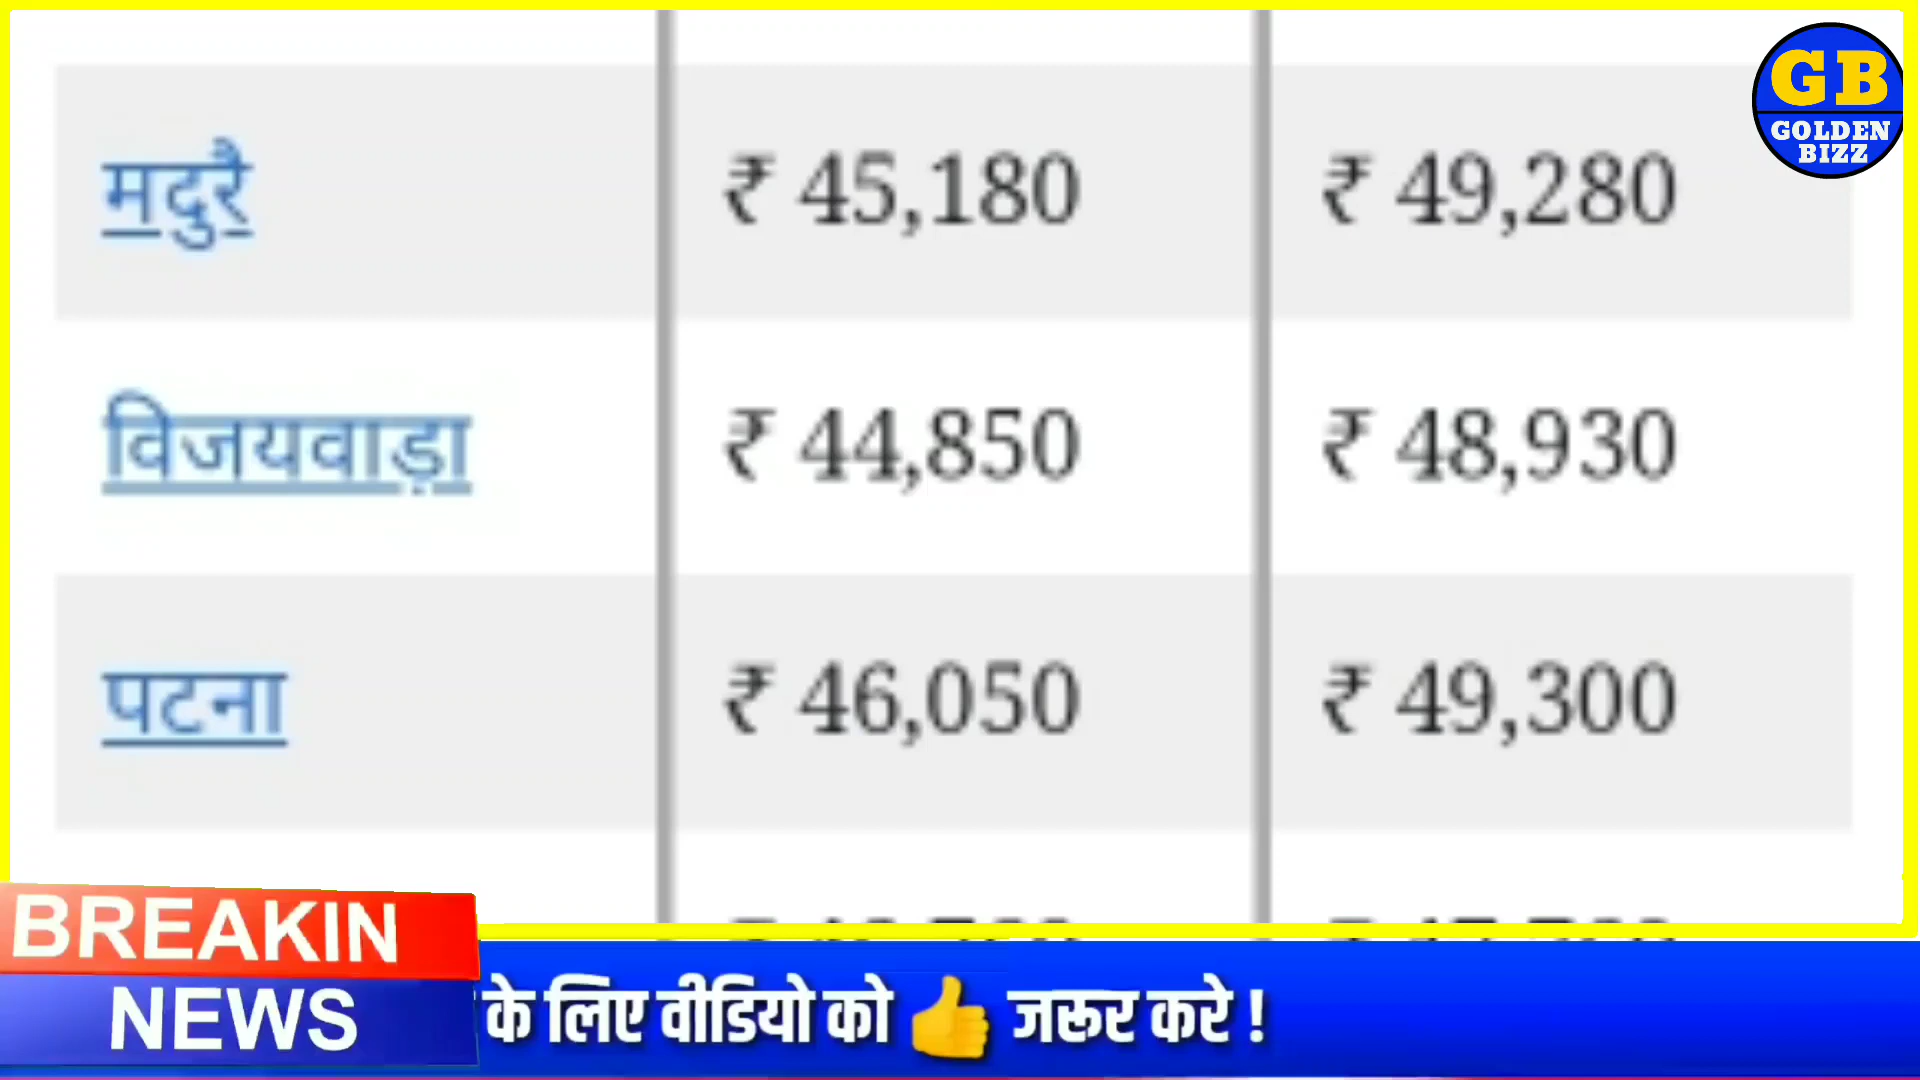 GB
GOLDEN
BIZZ
मदुरै ₹ 45,180 ₹ 49,280
विजयवाड़ा ₹ 44,850 ₹ 48,930
पटना ₹ 46,050 ₹ 49,300
BREAKIN
NEWS
के लिए वीडियो को 👍 जरूर करे !